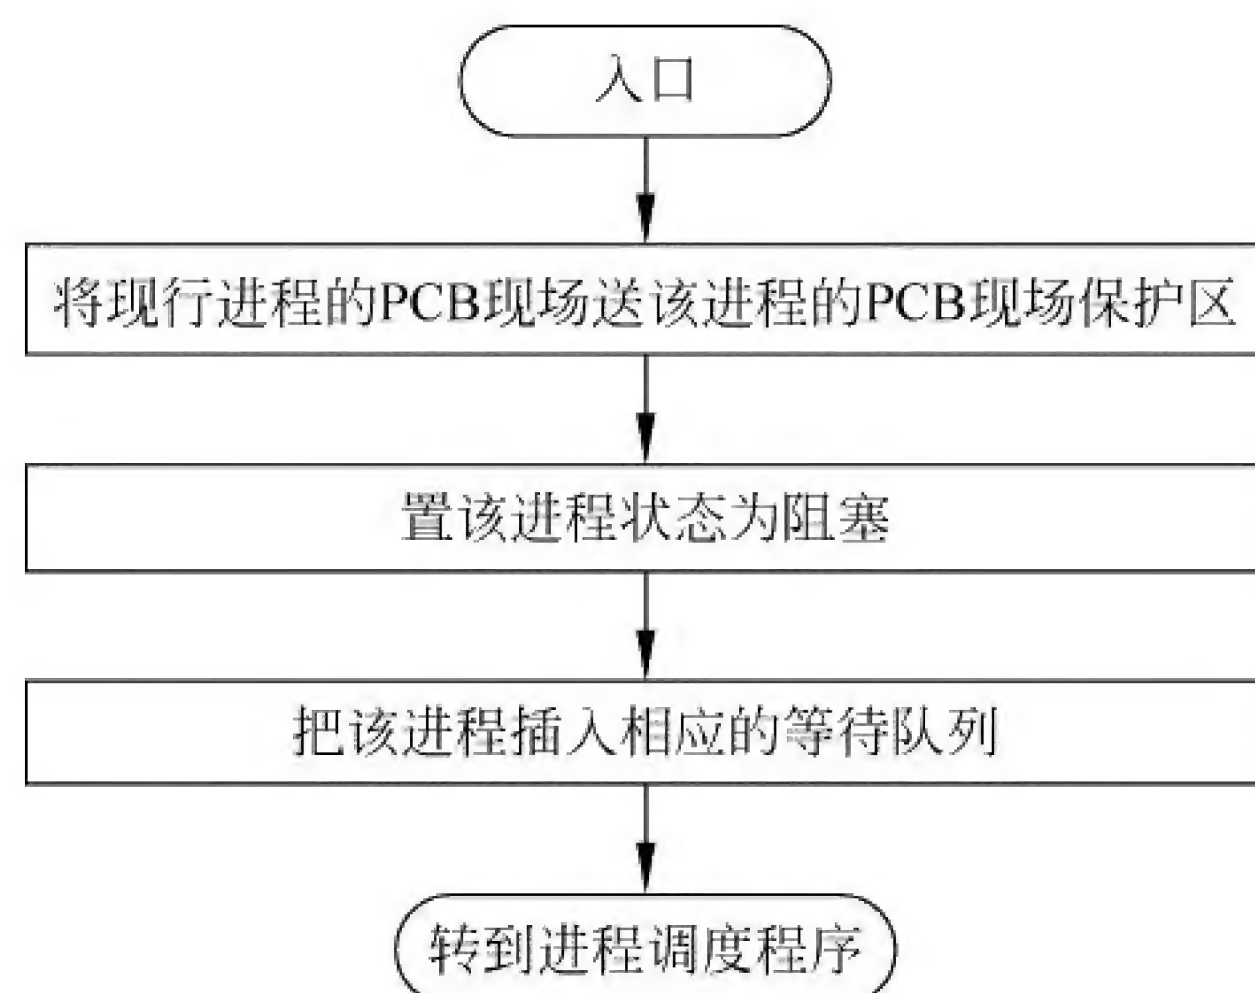 入口
将现行进程的PCB现场送该进程的PCB现场保护区
置该进程状态为阻塞
把该进程插入相应的等待队列
转到进程调度程序